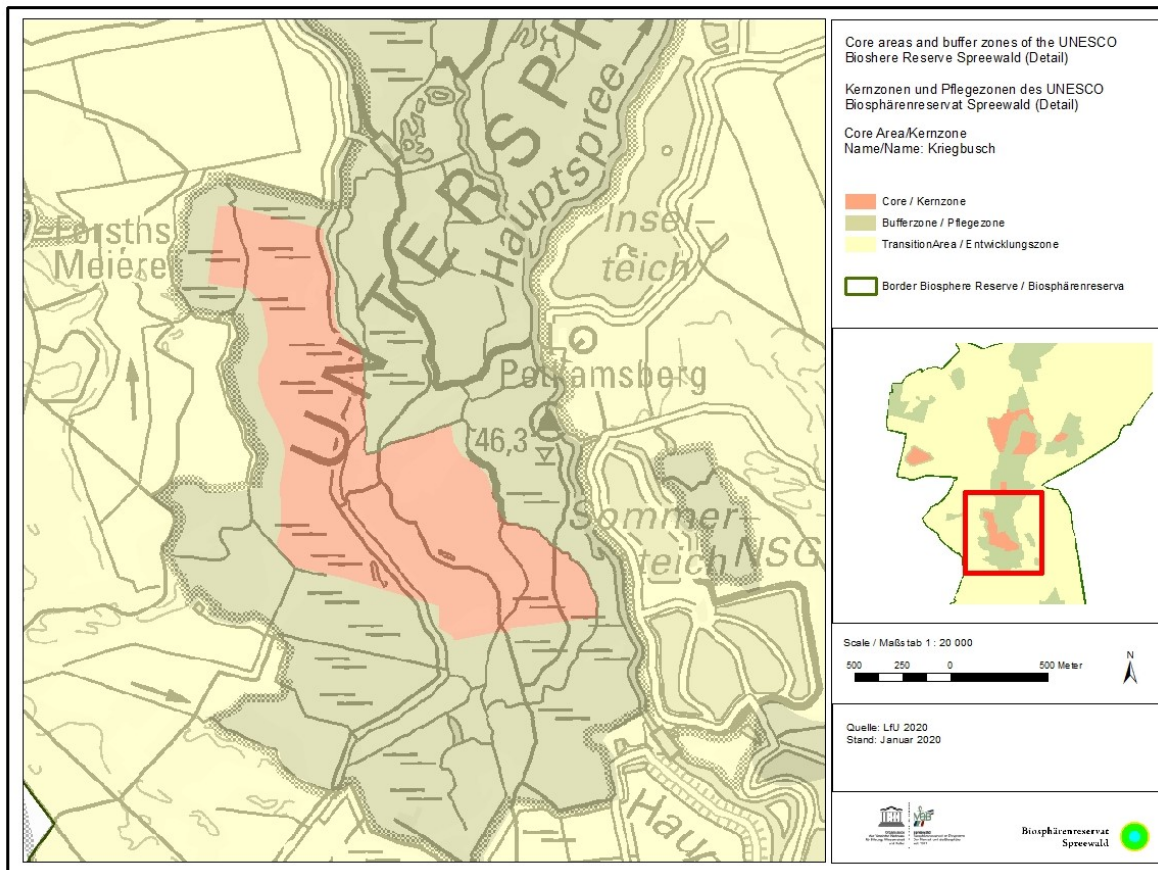 UNTERSPR
Hauptspree
Forsths
Meiere
Insel-
teich
Petkamsberg
46,3
Sommer-
teich
NSG
Haup
Core areas and buffer zones of the UNESCO
Bioshere Reserve Spreewald (Detail)
Kernzonen und Pflegezonen des UNESCO
Biosphärenreservat Spreewald (Detail)
Core Area/Kernzone
Name/Name: Kriegbusch
Core / Kernzone
Bufferzone / Pflegezone
TransitionArea / Entwicklungszone
Border Biosphere Reserve / Biosphärenreserva
Scale / Maßstab 1 : 20 000
500 250 0 500 Meter
N
Quelle: LfU 2020
Stand: Januar 2020
Biosphärenreservat
Spreewald